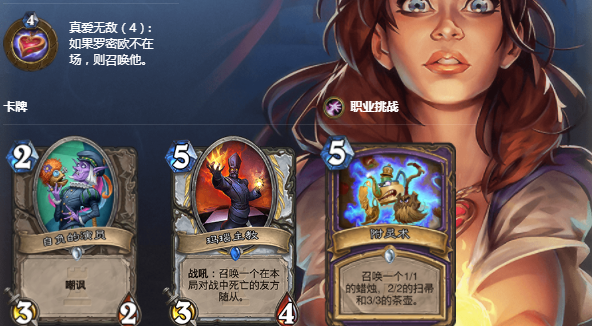 4
真爱无敌（4）：
如果罗密欧不在
场，则召唤他。
卡牌
职业挑战
2
自负的演员
嘲讽
3
2
5
玛瑙主教
战吼：召唤一个在本
局对战中死亡的友方
随从。
3
4
5
附灵术
召唤一个1/1
的蜡烛、2/2的扫帚
和3/3的茶壶。